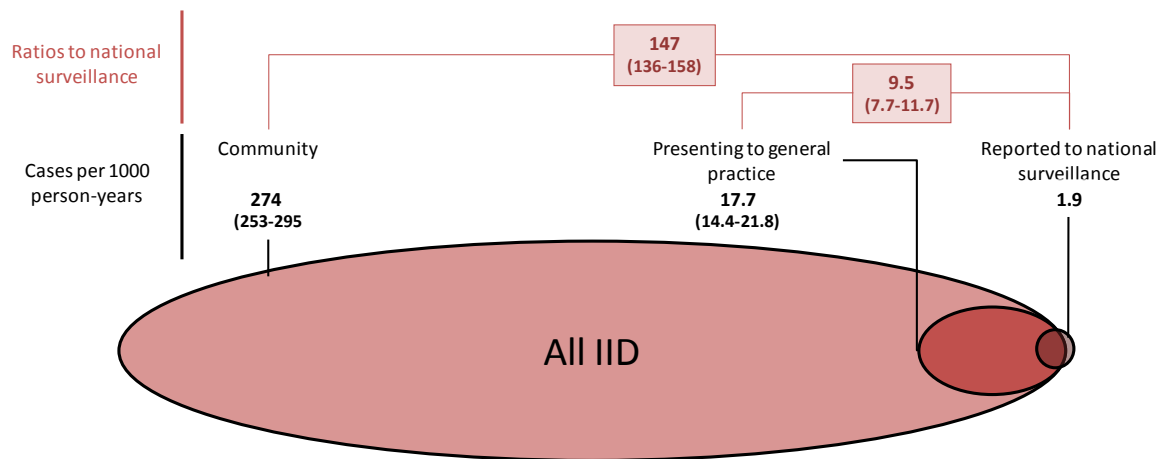 Ratios to national
surveillance
147
(136-158)
9.5
(7.7-11.7)
Cases per 1000
person-years
Community
274
(253-295
Presenting to general
practice
17.7
(14.4-21.8)
Reported to national
surveillance
1.9
All IID